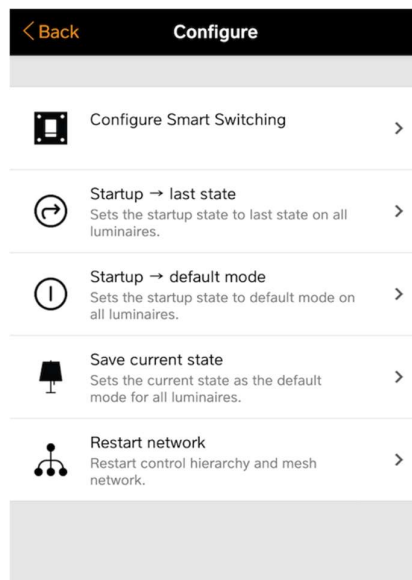 Back
Configure
Configure Smart Switching
Startup → last state
Sets the startup state to last state on all
luminaires.
Startup → default mode
Sets the startup state to default mode on
all luminaires.
Save current state
Sets the current state as the default
mode for all luminaires.
Restart network
Restart control hierarchy and mesh
network.